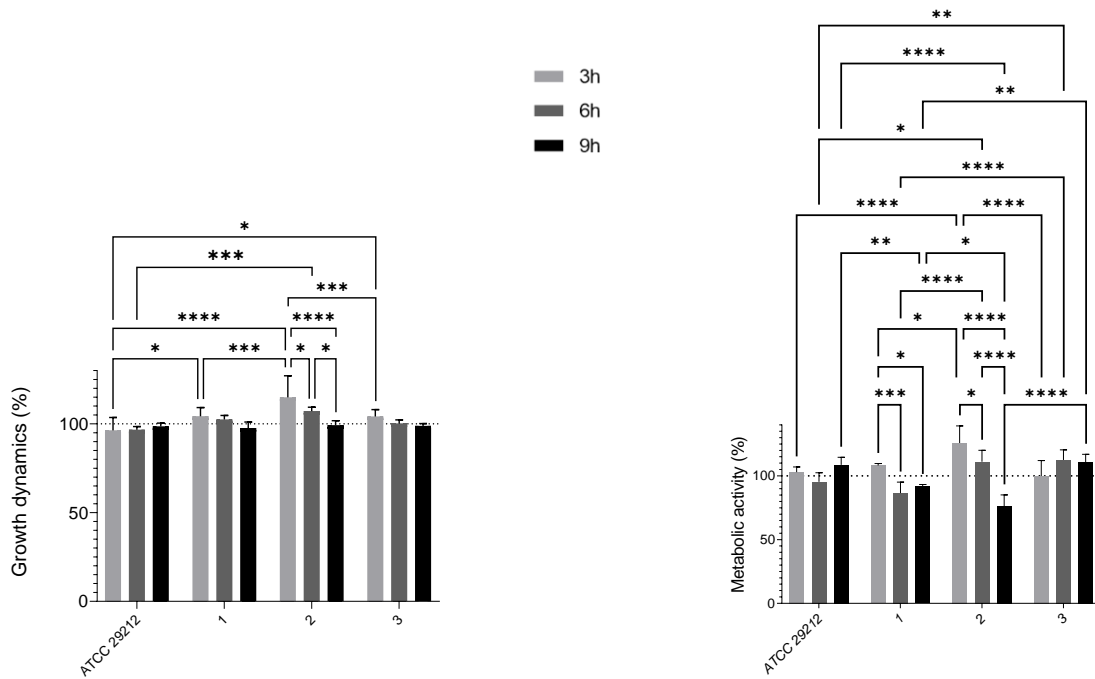 3h
6h
9h
*
***
***
**** ****
* *** * *
Growth dynamics (%)
100
50
0
ATCC 29212 1 2 3
**
****
**
*
****
**** ****
** *
****
* ****
* ****
*** * ****
Metabolic activity (%)
100
50
0
ATCC 29212 1 2 3